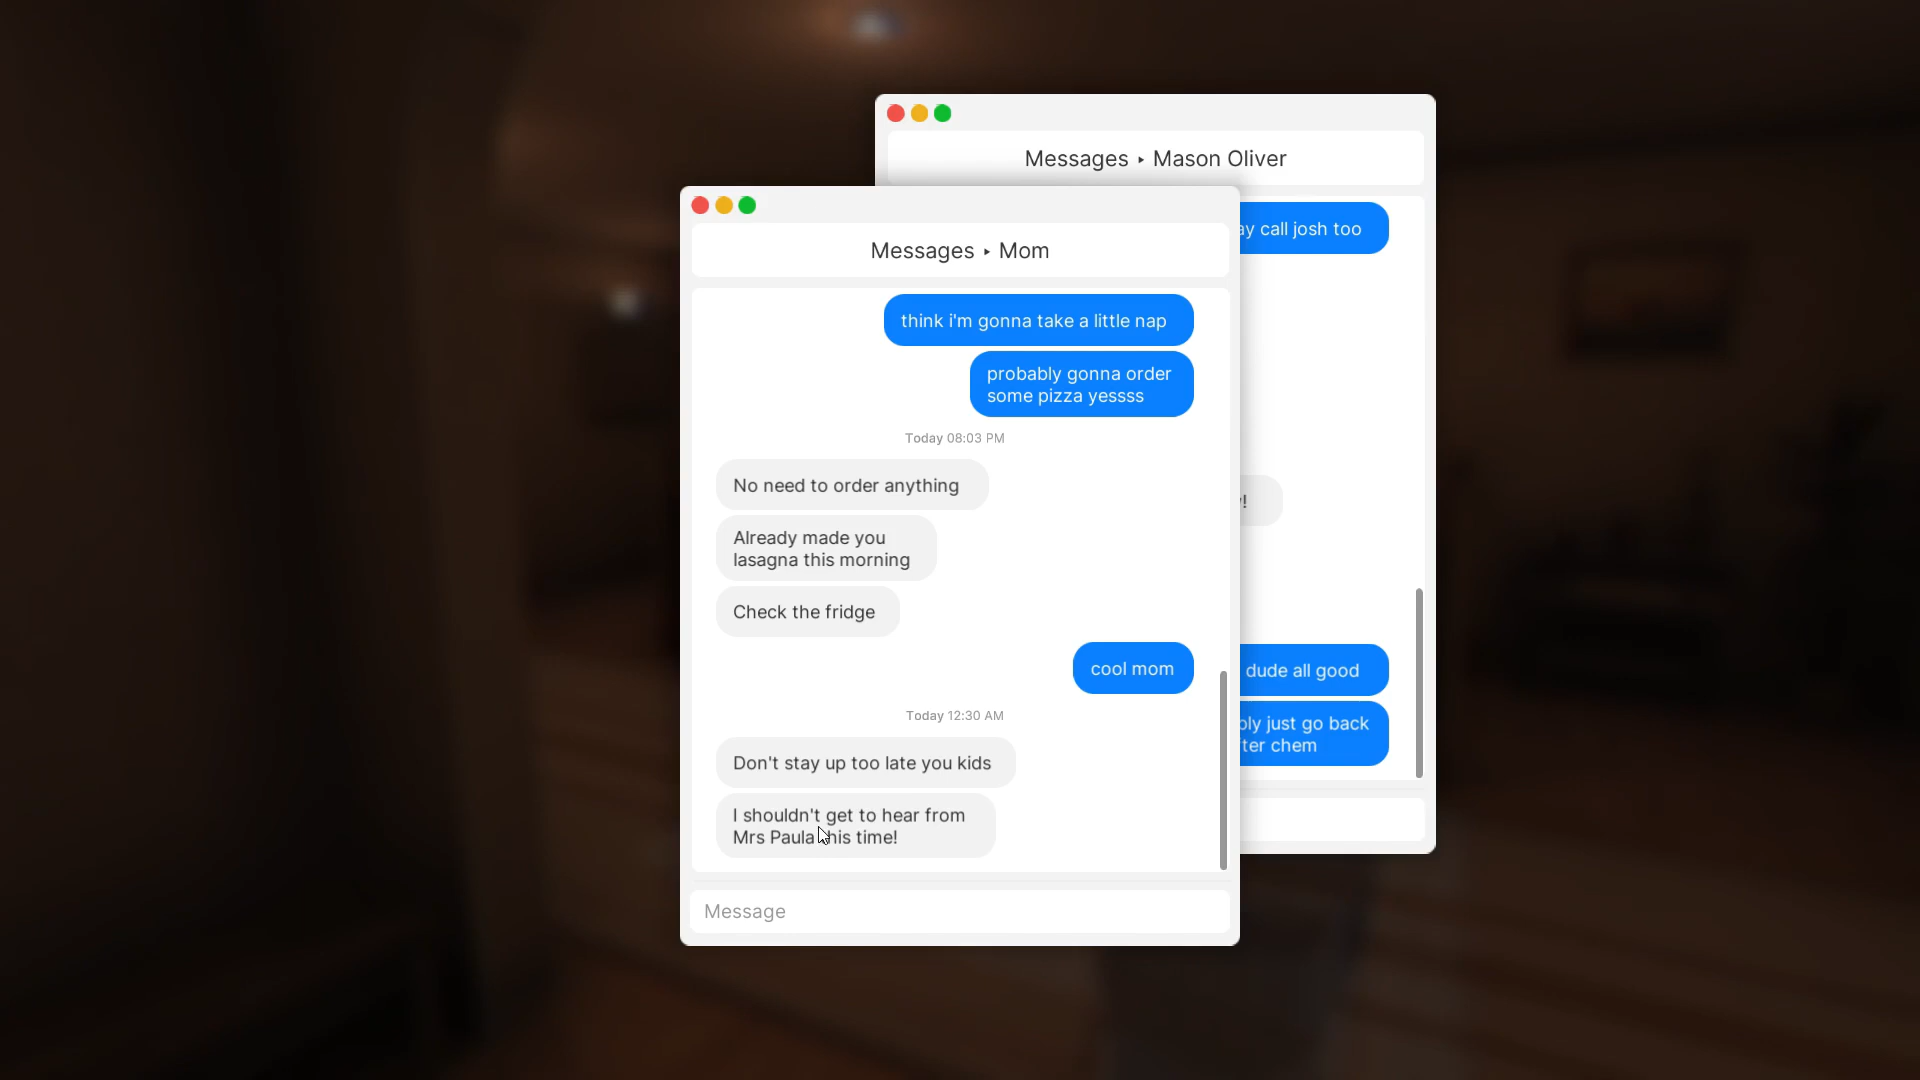 Messages ‣ Mason Oliver
call josh too
dude all good
just go back
chem
Messages ‣ Mom
think i'm gonna take a little nap
probably gonna order
some pizza yessss
Today 08:03 PM
No need to order anything
Already made you
lasagna this morning
Check the fridge
cool mom
Today 12:30 AM
Don't stay up too late you kids
I shouldn't get to hear from
Mrs Paula this time!
Message